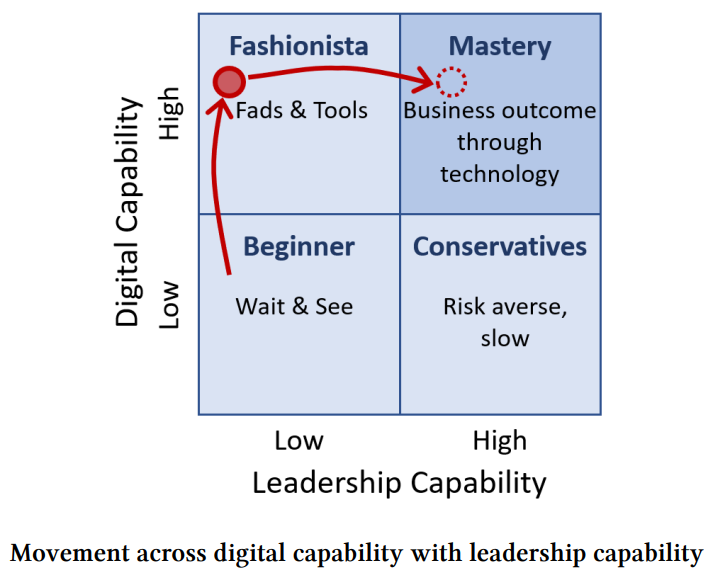 Fashionista
Mastery
Fads & Tools
Business outcome
through
technology
Beginner
Conservatives
Wait & See
Risk averse,
slow
Digital Capability
High
Low
Low
High
Leadership Capability
Movement across digital capability with leadership capability